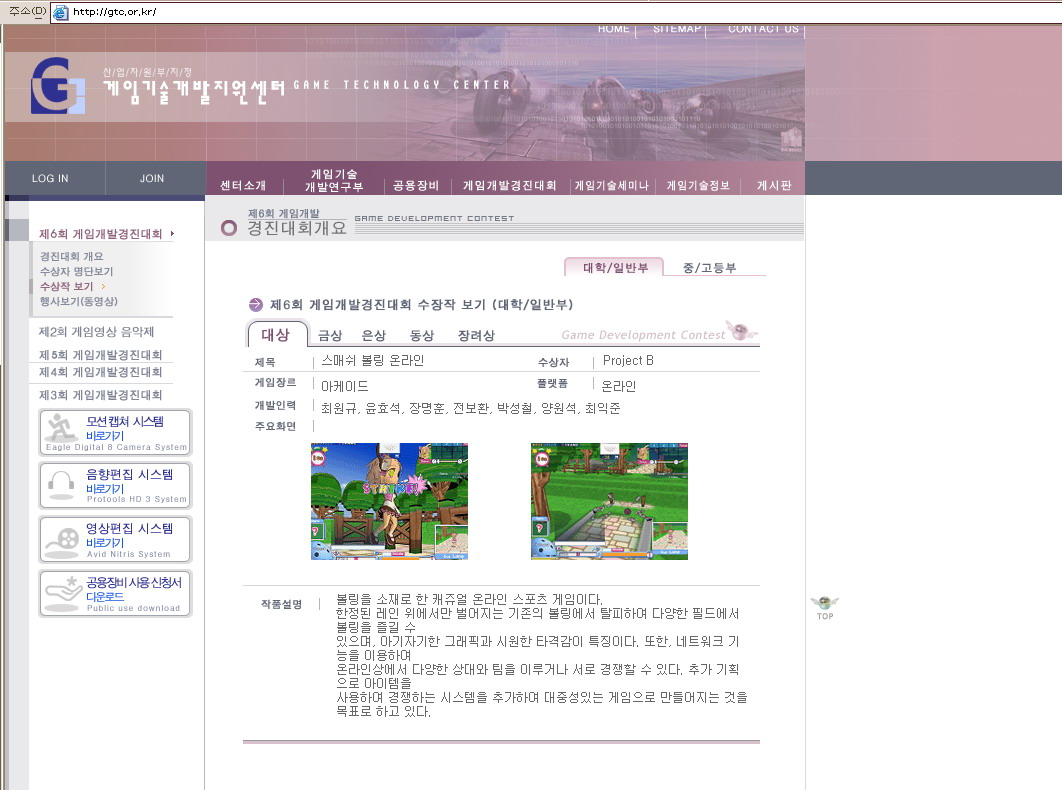 주소(D) http://gtc.or.kr/
HOME SITEMAP CONTACT US
산/업/자/원/부/지/정
게임기술개발지원센터 GAME TECHNOLOGY CENTER
LOG IN JOIN
센터소개 게임기술개발연구부 공용장비 게임개발경진대회 게임기술세미나 게임기술정보 게시판
제6회 게임개발
경진대회개요 GAME DEVELOPMENT CONTEST
제6회 게임개발경진대회
경진대회 개요
수상자 명단보기
수상작 보기
행사보기(동영상)
제2회 게임영상 음악제
제5회 게임개발경진대회
제4회 게임개발경진대회
제3회 게임개발경진대회
모션캡쳐 시스템
바로가기
Eagle Digital 8 Camera System
음향편집 시스템
바로가기
Protools HD 3 System
영상편집 시스템
바로가기
Avid Nitris System
공용장비 사용 신청서
다운로드
Public use download
대학/일반부 중/고등부
제6회 게임개발경진대회 수장작 보기 (대학/일반부)
대상 금상 은상 동상 장려상 Game Development Contest
제목 스매쉬 볼링 온라인 수상자 Project B
게임장르 아케이드 플랫폼 온라인
개발인력 최원규, 윤효석, 장명훈, 전보환, 박성철, 양원석, 최익준
주요화면
STRIKE!
작품설명 볼링을 소재로 한 캐쥬얼 온라인 스포츠 게임이다.
한정된 레인 위에서만 벌어지는 기존의 볼링에서 탈피하여 다양한 필드에서
볼링을 즐길 수
있으며, 아기자기한 그래픽과 시원한 타격감이 특징이다. 또한, 네트워크 기
능을 이용하여
온라인상에서 다양한 상대와 팀을 이루거나 서로 경쟁할 수 있다. 추가 기획
으로 아이템을
사용하여 경쟁하는 시스템을 추가하여 대중성있는 게임으로 만들어지는 것을
목표로 하고 있다.
TOP